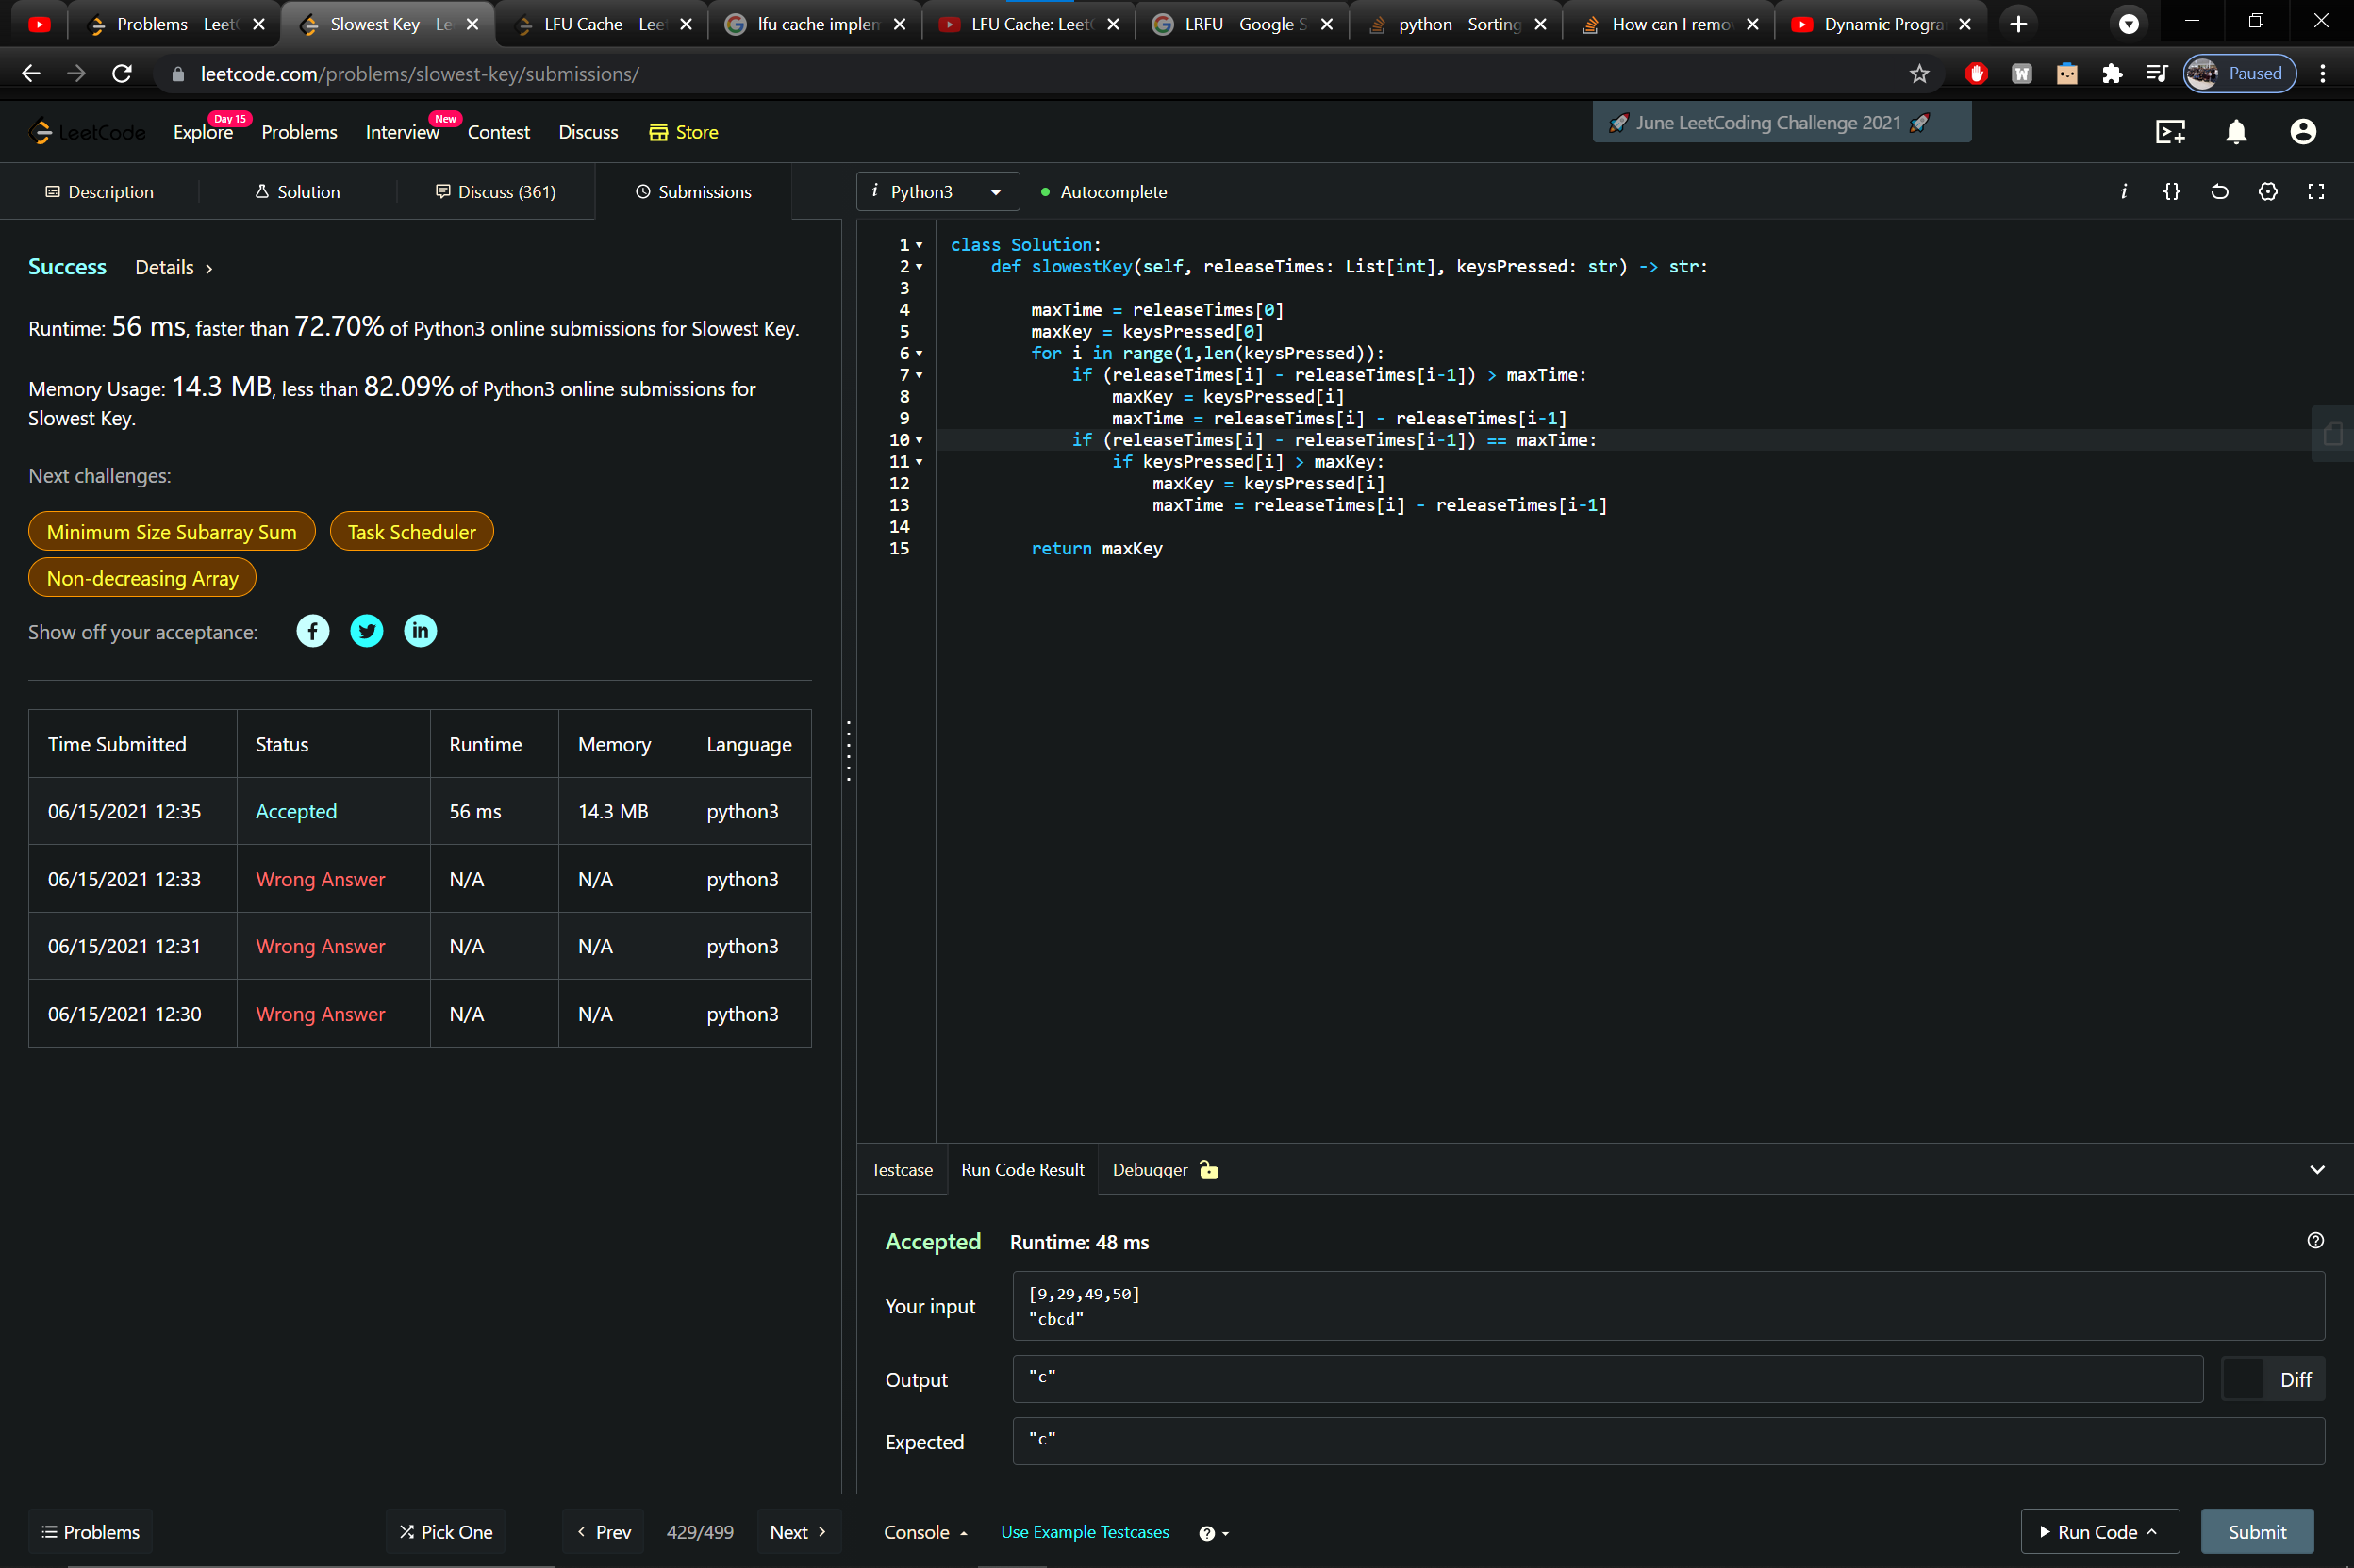 Problems - Leet
Slowest Key - Le
LFU Cache - Leet
lfu cache implem
LFU Cache: Leet
LRFU - Google S
python - Sorting
How can I remo
Dynamic Progra
leetcode.com/problems/slowest-key/submissions/
Paused
LeetCode
Explore
Day 15
Problems
Interview
New
Contest
Discuss
Store
🚀 June LeetCoding Challenge 2021 🚀
Description
Solution
Discuss (361)
Submissions
i Python3
Autocomplete
i {}
Success Details >
Runtime: 56 ms, faster than 72.70% of Python3 online submissions for Slowest Key.
Memory Usage: 14.3 MB, less than 82.09% of Python3 online submissions for
Slowest Key.
Next challenges:
Minimum Size Subarray Sum
Task Scheduler
Non-decreasing Array
Show off your acceptance:
Time Submitted Status Runtime Memory Language
06/15/2021 12:35 Accepted 56 ms 14.3 MB python3
06/15/2021 12:33 Wrong Answer N/A N/A python3
06/15/2021 12:31 Wrong Answer N/A N/A python3
06/15/2021 12:30 Wrong Answer N/A N/A python3
1 class Solution:
2 def slowestKey(self, releaseTimes: List[int], keysPressed: str) -> str:
3
4 maxTime = releaseTimes[0]
5 maxKey = keysPressed[0]
6 for i in range(1,len(keysPressed)):
7 if (releaseTimes[i] - releaseTimes[i-1]) > maxTime:
8 maxKey = keysPressed[i]
9 maxTime = releaseTimes[i] - releaseTimes[i-1]
10 if (releaseTimes[i] - releaseTimes[i-1]) == maxTime:
11 if keysPressed[i] > maxKey:
12 maxKey = keysPressed[i]
13 maxTime = releaseTimes[i] - releaseTimes[i-1]
14
15 return maxKey
Testcase
Run Code Result
Debugger
Accepted Runtime: 48 ms
Your input
[9,29,49,50]
"cbcd"
Output
"c"
Diff
Expected
"c"
Problems
Pick One
< Prev
429/499
Next >
Console
Use Example Testcases
Run Code
Submit